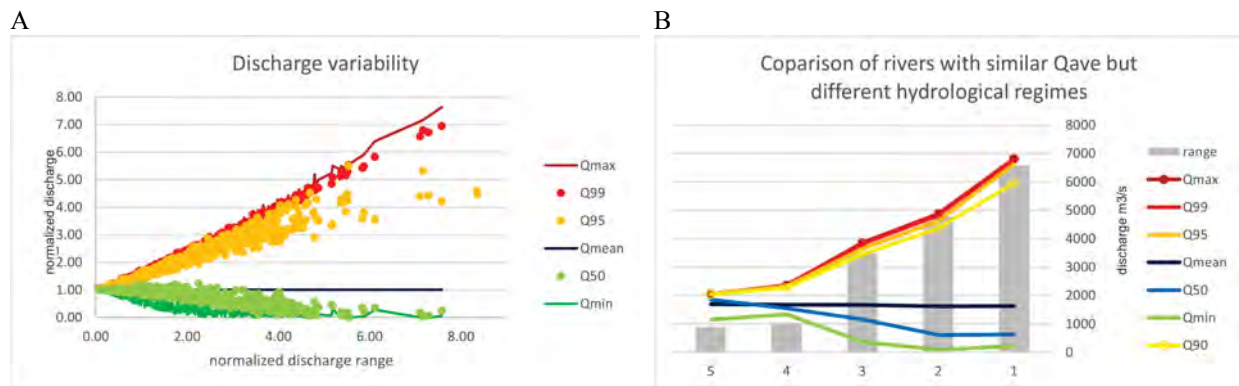 A
Discharge variability
8.00
7.00
6.00
5.00
4.00
3.00
2.00
1.00
0.00
normalized discharge
0.00 2.00 4.00 6.00 8.00
normalized discharge range
Qmax
Q99
Q95
Qmean
Q50
Qmin
B
Coparison of rivers with similar Qave but
different hydrological regimes
8000
7000
6000
5000
4000
3000
2000
1000
0
discharge m3/s
5 4 3 2 1
range
Qmax
Q99
Q95
Qmean
Q50
Qmin
Q90